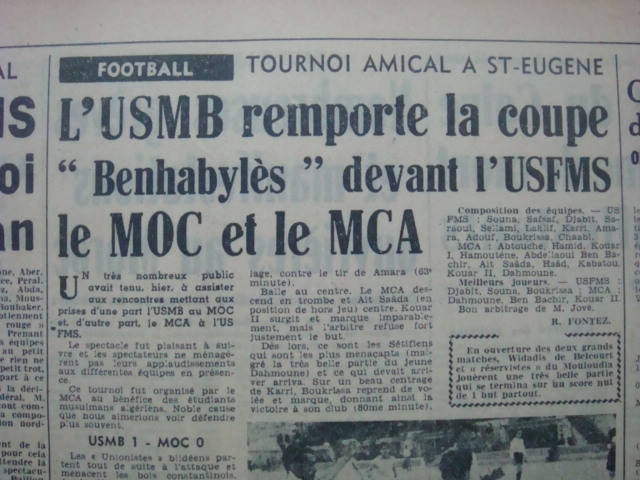 FOOTBALL
TOURNOI AMICAL A ST-EUGENE
L'USMB remporte la coupe
“ Benhabylès ” devant l'USFMS
le MOC et le MCA
UN très nombreux public
avait tenu, hier, à assister
aux rencontres mettant aux
prises d'une part l'USMB au MOC
et d'autre part, le MCA à l'US
FMS.
Le spectacle fut plaisant à sui-
vre et les spectateurs ne ménagè-
rent pas leurs applaudissements
aux différentes équipes en pré-
sence.
Ce tournoi fut organisé par le
MCA au bénéfice des étudiants
musulmans algériens. Noble cause
que nous aimerions voir défendre
plus souvent.
USMB 1 - MOC 0
Les « Unionistes » blidéens par-
tent tout de suite à l'attaque et
menacent les bois constantinois,
lage, contre le tir de Amara (63e
minute).
Balle au centre. Le MCA des-
cend en trombe et Aït Saâda (en
position de hors jeu) centre. Kouar
II surgit et marque imparable-
ment, mais l'arbitre refuse fort
justement le but.
Dès lors, ce sont les Sétifiens
qui sont les plus menaçants (mal-
gré la très belle partie du jeune
Dahmoune) et ce qui devait arri-
ver arriva. Sur un beau centrage
de Karri, Boukrissa reprend de vo-
lée et marque, donnant ainsi la
victoire à son club (80me minute).
Composition des équipes. — US
FMS : Souna, Safsaf, Djabit, Sa-
raoui, Sellami, Laklif, Karri, Ama-
ra, Adouf, Boukrissa, Chaabi.
MCA : Abtouche, Hamid, Kouar
I, Hamoutène, Abdellaoui Ben Ba-
chir, Aït Saâda, Haâd, Kabatou,
Kouar II, Dahmoune.
Meilleurs joueurs. — USFMS :
Djabit, Souna, Boukrissa ; MCA :
Dahmoune, Ben Bachir, Kouar II.
Bon arbitrage de M. Jové.
R. FONTEZ.
En ouverture des deux grands
matches, Widadis de Belcourt
et « réservistes » du Mouloudia
jouèrent une très belle partie
qui se termina sur un score nul
de 1 but partout.